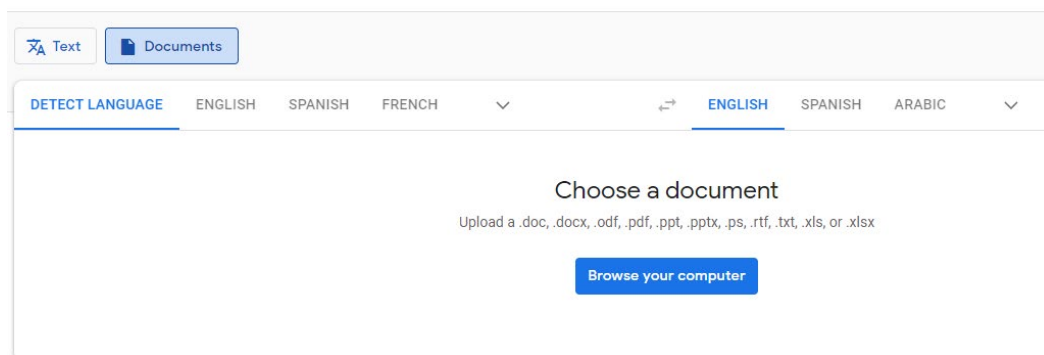 Text Documents
DETECT LANGUAGE ENGLISH SPANISH FRENCH ENGLISH SPANISH ARABIC
Choose a document
Upload a .doc, .docx, .odf, .pdf, .ppt, .pptx, .ps, .rtf, .txt, .xls, or .xlsx
Browse your computer